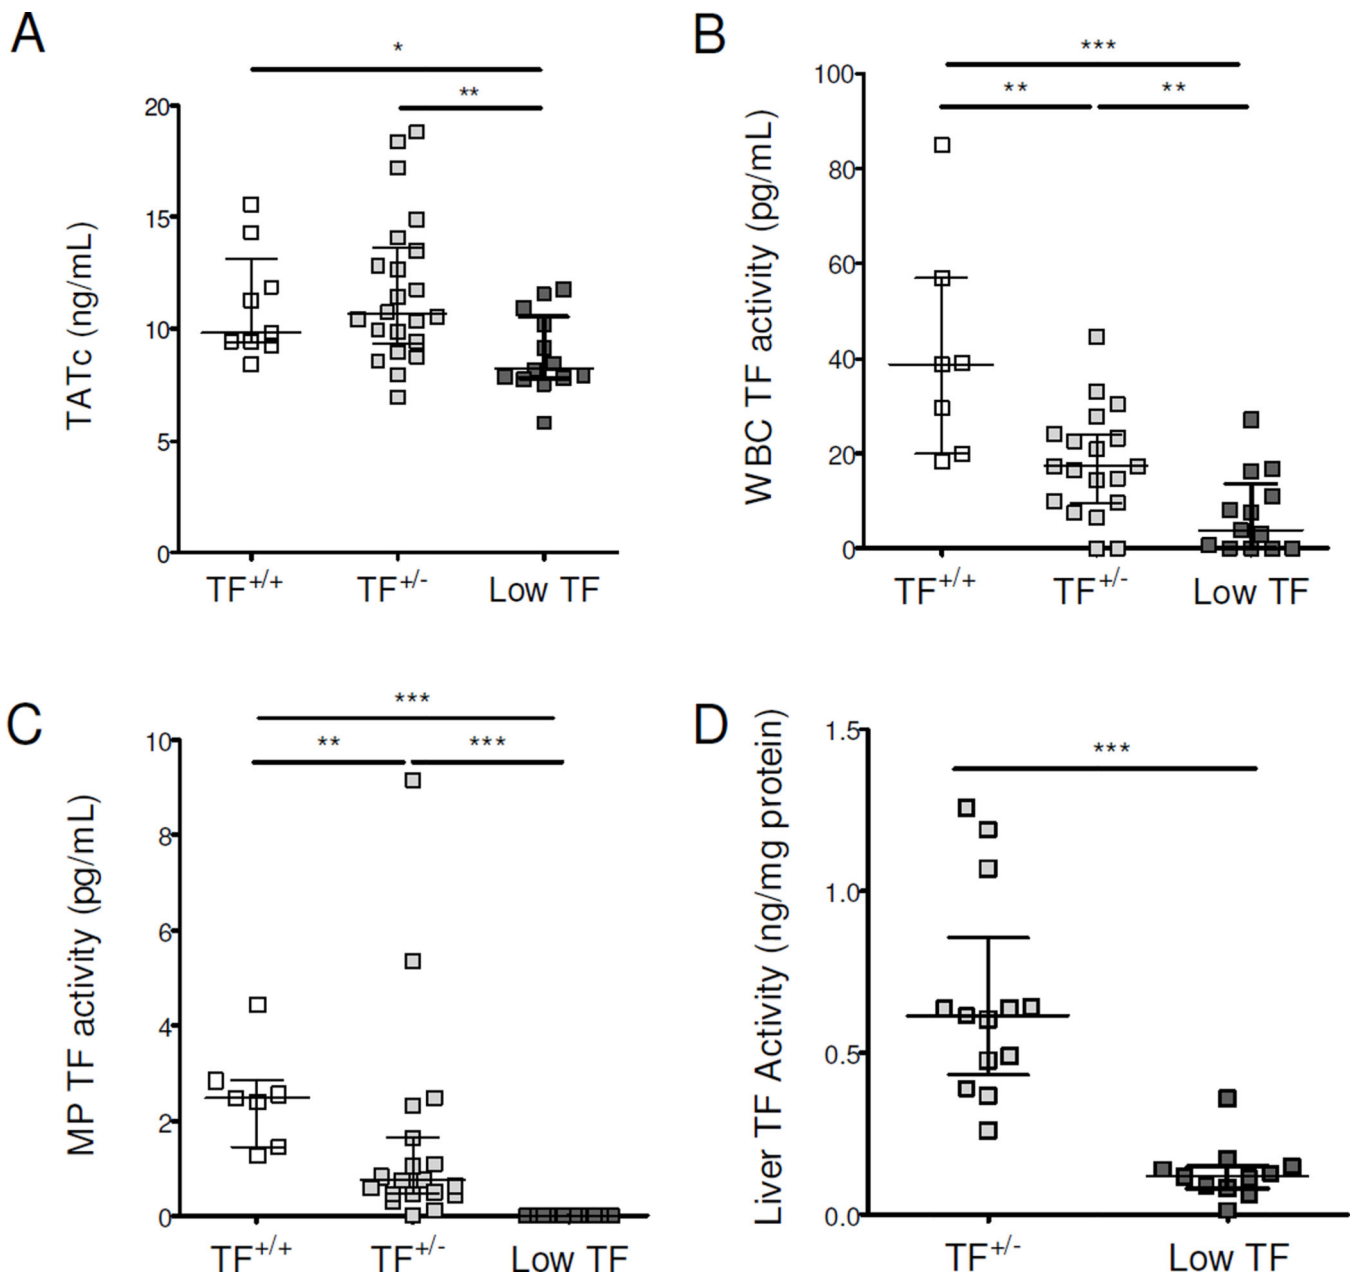 A
*
**
TATc (ng/mL)
20
15
10
5
0
TF+/+
TF+/-
Low TF
B
***
**
**
WBC TF activity (pg/mL)
100
80
60
40
20
0
TF+/+
TF+/-
Low TF
C
***
**
***
MP TF activity (pg/mL)
10
8
6
4
2
0
TF+/+
TF+/-
Low TF
D
***
Liver TF Activity (ng/mg protein)
1.5
1.0
0.5
0.0
TF+/-
Low TF